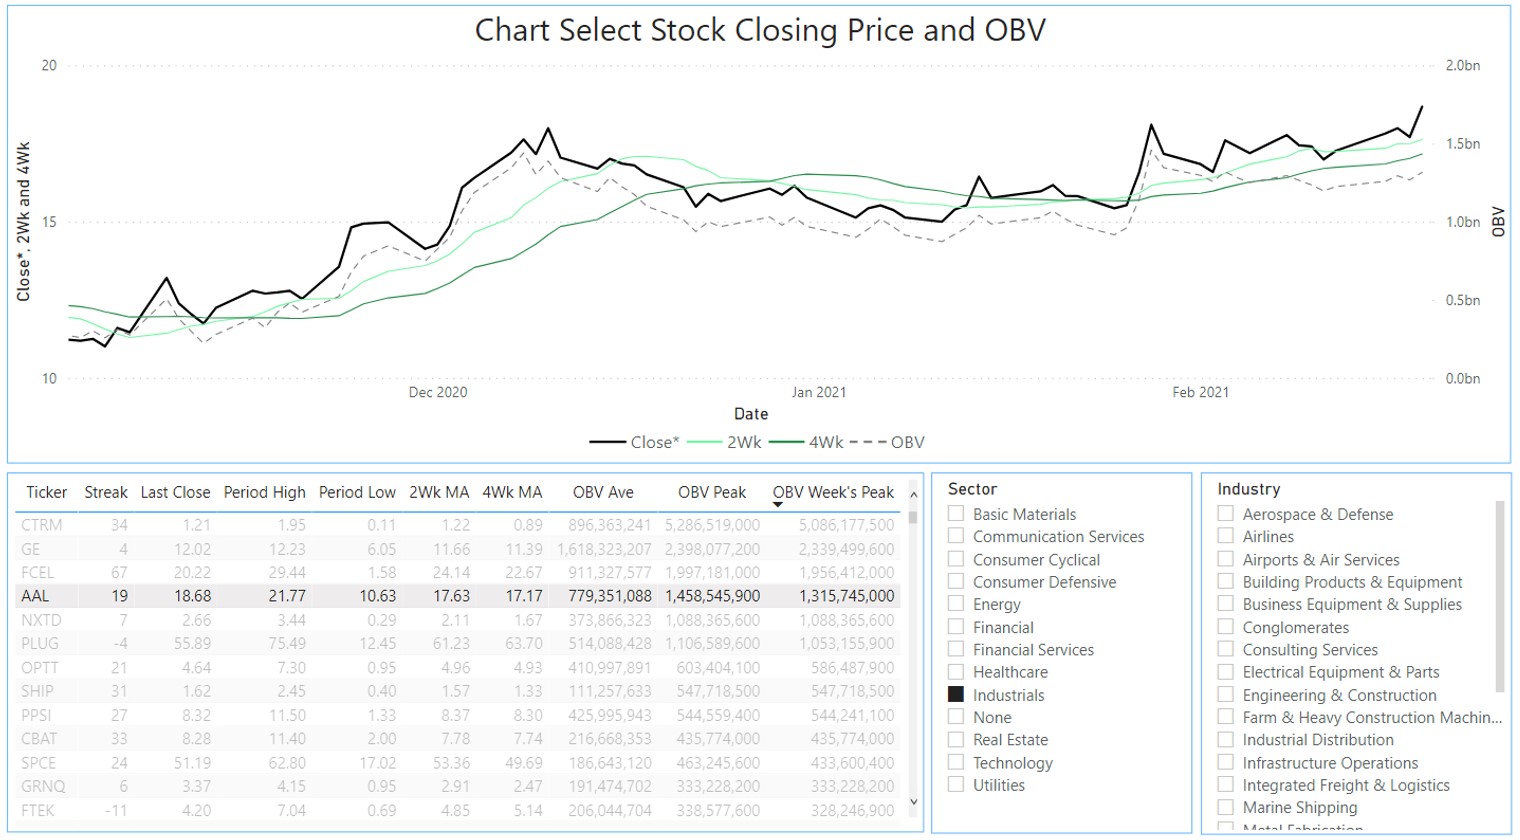 Chart Select Stock Closing Price and OBV
20
15
10
Close*, 2Wk and 4Wk
2.0bn
1.5bn
1.0bn
0.5bn
0.0bn
OBV
Dec 2020
Jan 2021
Feb 2021
Date
Close* 2Wk 4Wk OBV
Ticker Streak Last Close Period High Period Low 2Wk MA 4Wk MA OBV Ave OBV Peak OBV Week's Peak
CTRM 34 1.21 1.95 0.11 1.22 0.89 896,363,241 5,286,519,000 5,086,177,500
GE 4 12.02 12.23 6.05 11.66 11.39 1,618,323,207 2,398,077,200 2,339,499,600
FCEL 67 20.22 29.44 1.58 24.14 22.67 911,327,577 1,997,181,000 1,956,412,000
AAL 19 18.68 21.77 10.63 17.63 17.17 779,351,088 1,458,545,900 1,315,745,000
NXTD 7 2.66 3.44 0.29 2.11 1.67 373,866,323 1,088,365,600 1,088,365,600
PLUG -4 55.89 75.49 12.45 61.23 63.70 514,088,428 1,106,589,600 1,053,155,900
OPTT 21 4.64 7.30 0.95 4.96 4.93 410,997,891 603,404,100 586,487,900
SHIP 31 1.62 2.45 0.40 1.57 1.33 111,257,633 547,718,500 547,718,500
PPSI 27 8.32 11.50 1.33 8.37 8.30 425,995,943 544,559,400 544,241,100
CBAT 33 8.28 11.40 2.00 7.78 7.74 216,668,353 435,774,000 435,774,000
SPCE 24 51.19 62.80 17.02 53.36 49.69 186,643,120 463,245,600 433,600,400
GRNQ 6 3.37 4.15 0.95 2.91 2.47 191,474,702 333,228,200 333,228,200
FTEK -11 4.20 7.04 0.69 4.85 5.14 206,044,704 338,577,600 328,246,900
Sector
Basic Materials
Communication Services
Consumer Cyclical
Consumer Defensive
Energy
Financial
Financial Services
Healthcare
Industrials
None
Real Estate
Technology
Utilities
Industry
Aerospace & Defense
Airlines
Airports & Air Services
Building Products & Equipment
Business Equipment & Supplies
Conglomerates
Consulting Services
Electrical Equipment & Parts
Engineering & Construction
Farm & Heavy Construction Machin...
Industrial Distribution
Infrastructure Operations
Integrated Freight & Logistics
Marine Shipping
Metal Fabrication